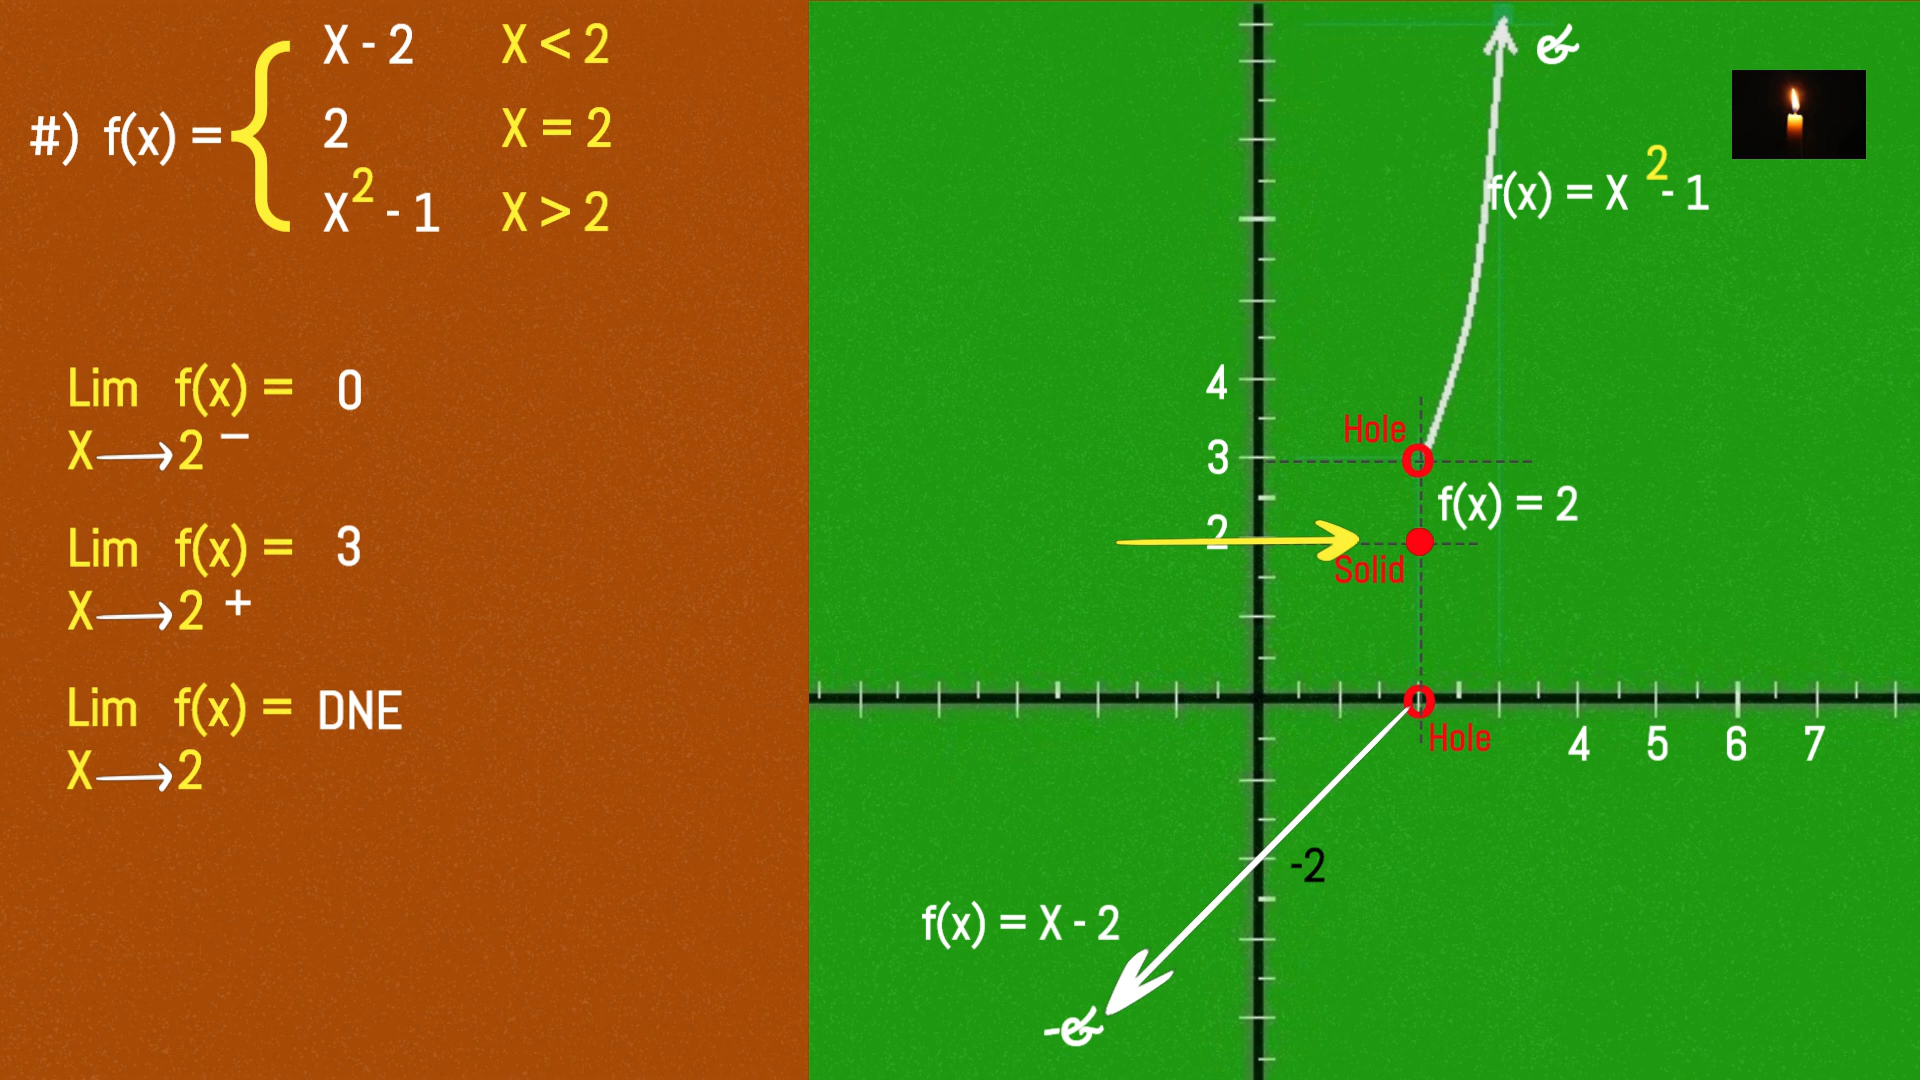 #) f(x) =
X - 2 X < 2
2 X = 2
X² - 1 X > 2
Lim f(x) = 0
X⟶2 −
Lim f(x) = 3
X⟶2 +
Lim f(x) = DNE
X⟶2
f(x) = X ² - 1
4
Hole
3
f(x) = 2
2
Solid
Hole
4 5 6 7
-2
f(x) = X - 2